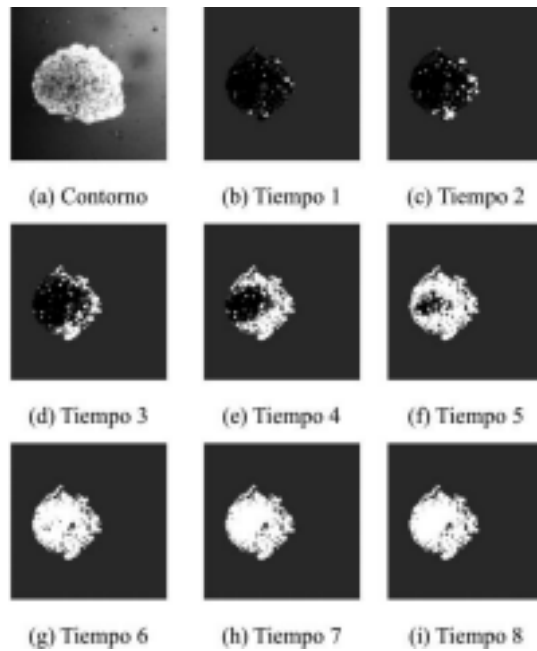 (a) Contorno
(b) Tiempo 1
(c) Tiempo 2
(d) Tiempo 3
(e) Tiempo 4
(f) Tiempo 5
(g) Tiempo 6
(h) Tiempo 7
(i) Tiempo 8